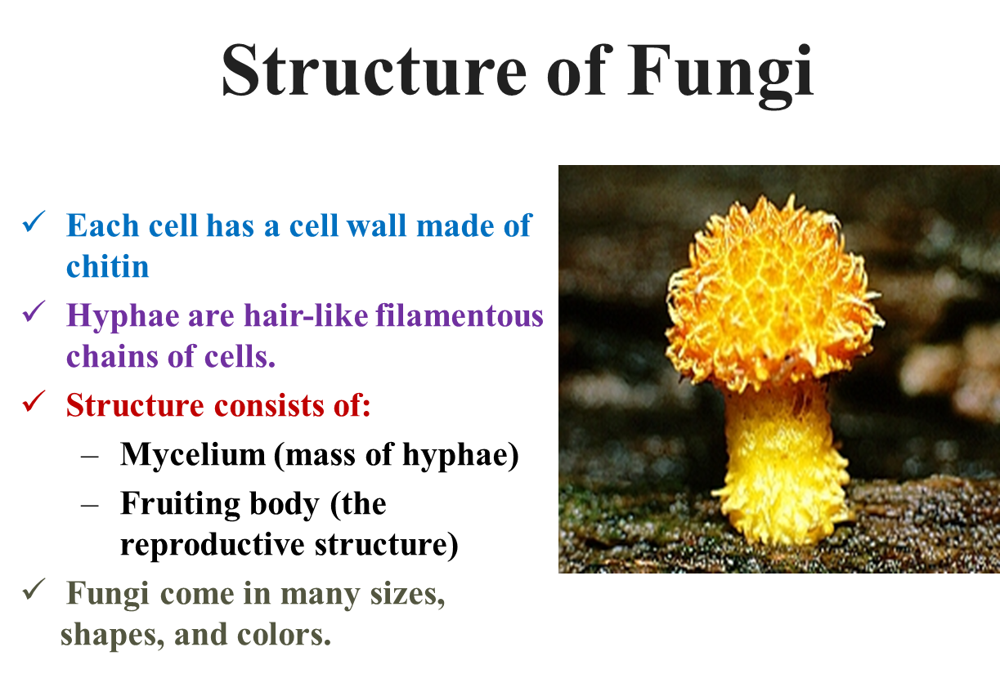 Structure of Fungi
✓ Each cell has a cell wall made of
chitin
✓ Hyphae are hair-like filamentous
chains of cells.
✓ Structure consists of:
– Mycelium (mass of hyphae)
– Fruiting body (the
reproductive structure)
✓ Fungi come in many sizes,
shapes, and colors.